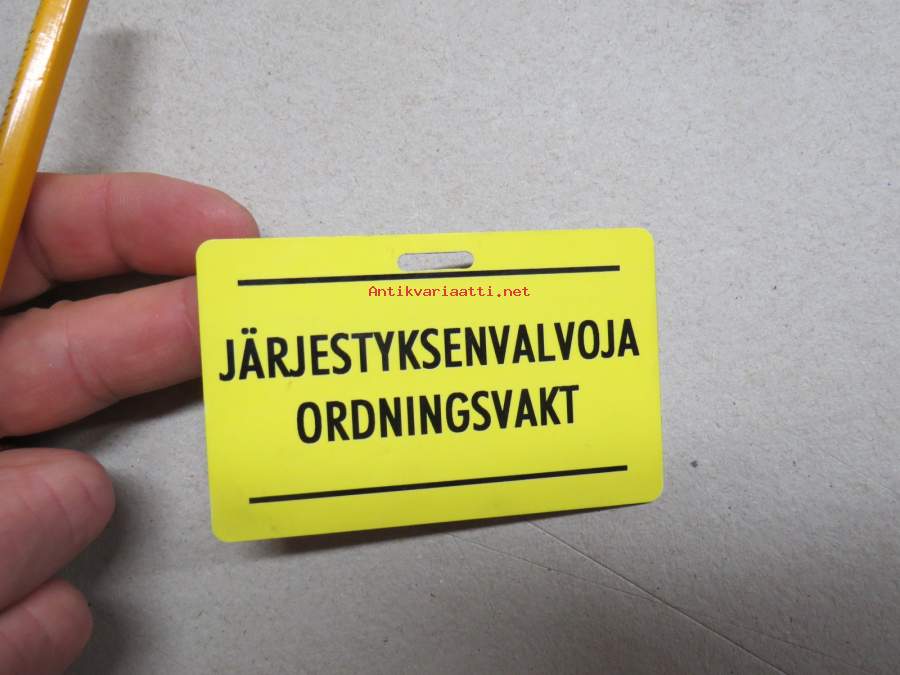 Antikvariaatti.net
JÄRJESTYKSENVALVOJA
ORDNINGSVAKT